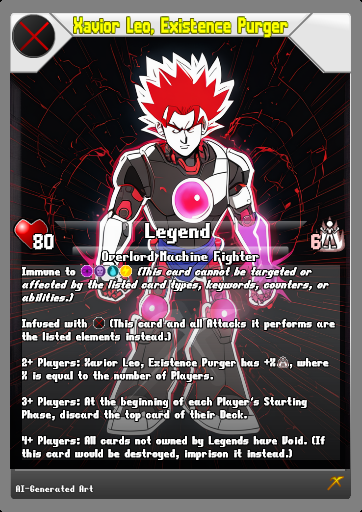 Xavior Leo, Existence Purger
80
Legend
6
Overlord/Machine Fighter
Immune to (This card cannot be targeted or
affected by the listed card types, keywords, counters, or
abilities.)
Infused with (This card and all Attacks it performs are
the listed elements instead.)
2+ Players: Xavior Leo, Existence Purger has +X, where
X is equal to the number of Players.
3+ Players: At the beginning of each Player's Starting
Phase, discard the top card of their Deck.
4+ Players: All cards not owned by Legends have Void. (If
this card would be destroyed, imprison it instead.)
AI-Generated Art